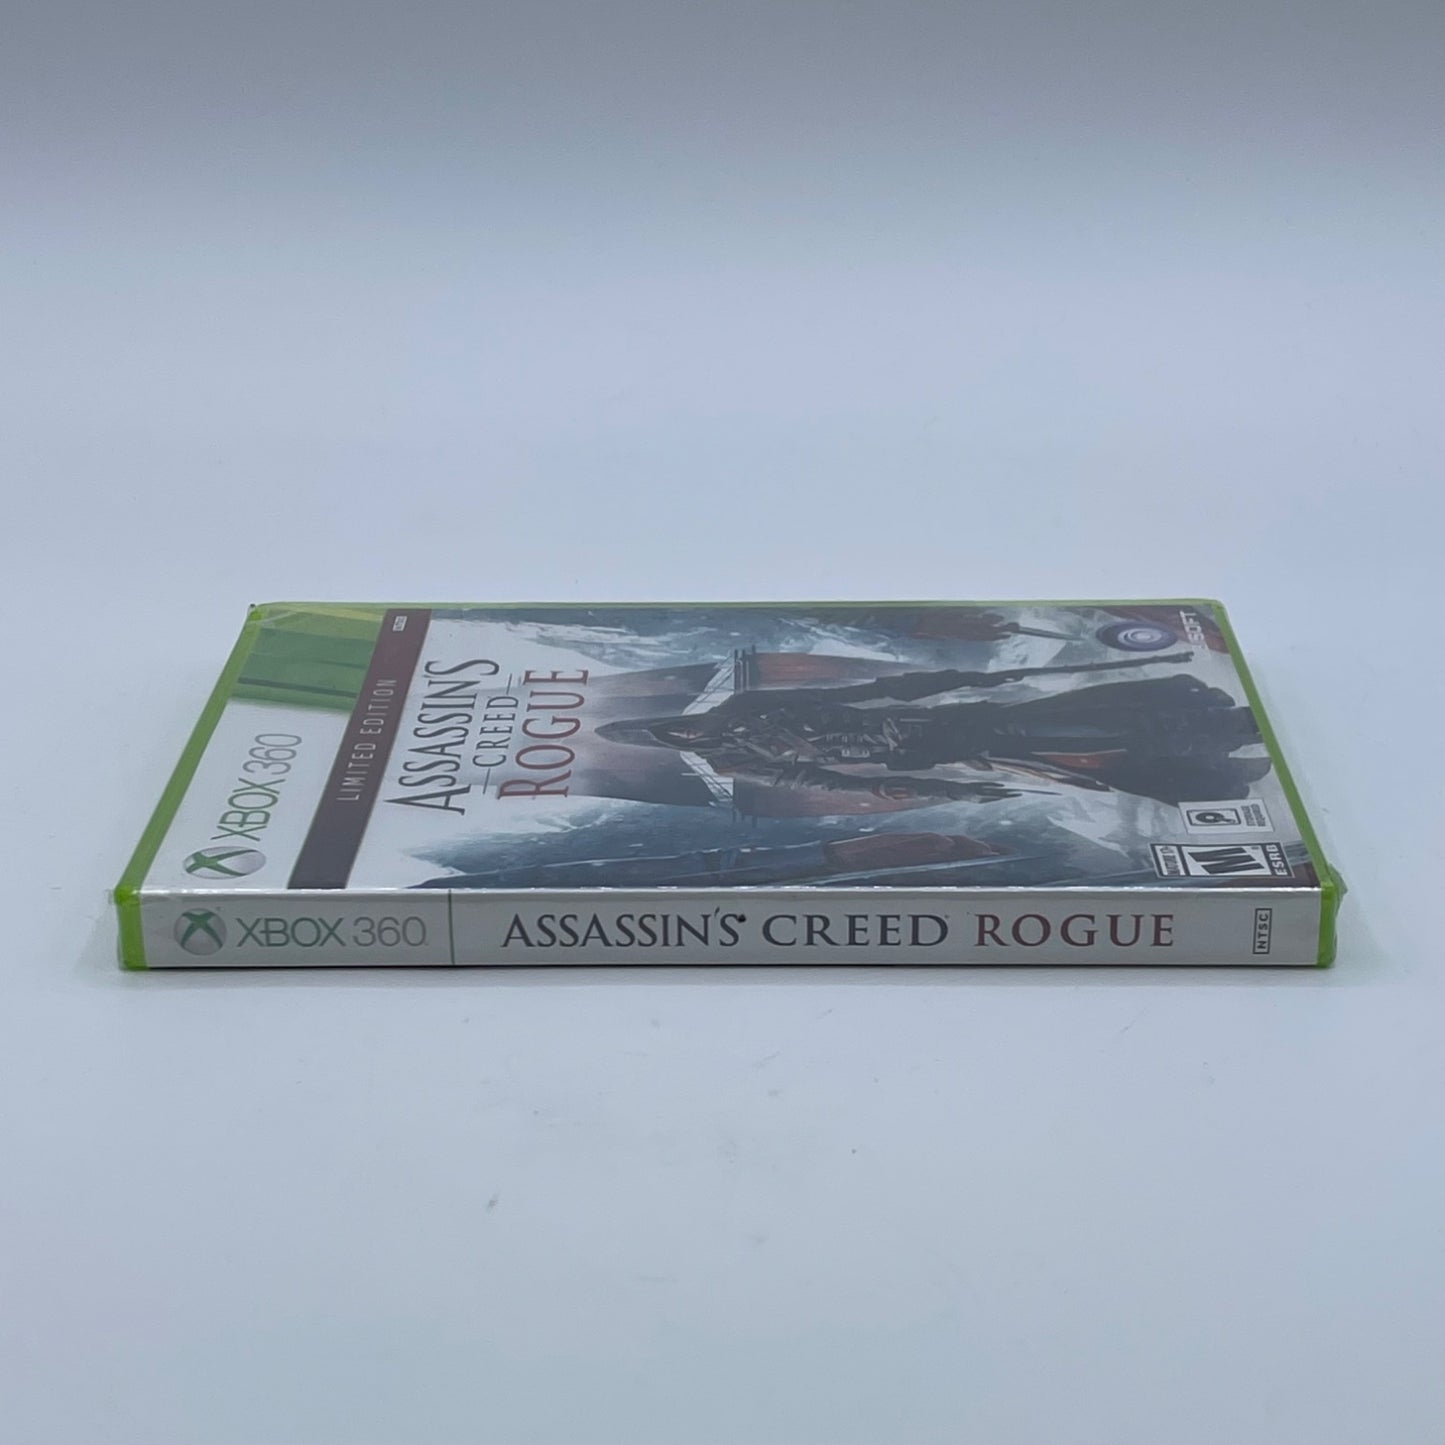 XBOX 360
LIMITED EDITION
ASSASSIN'S
CREED
ROGUE
M
ESRB
XBOX 360
ASSASSIN'S CREED ROGUE
NTSC